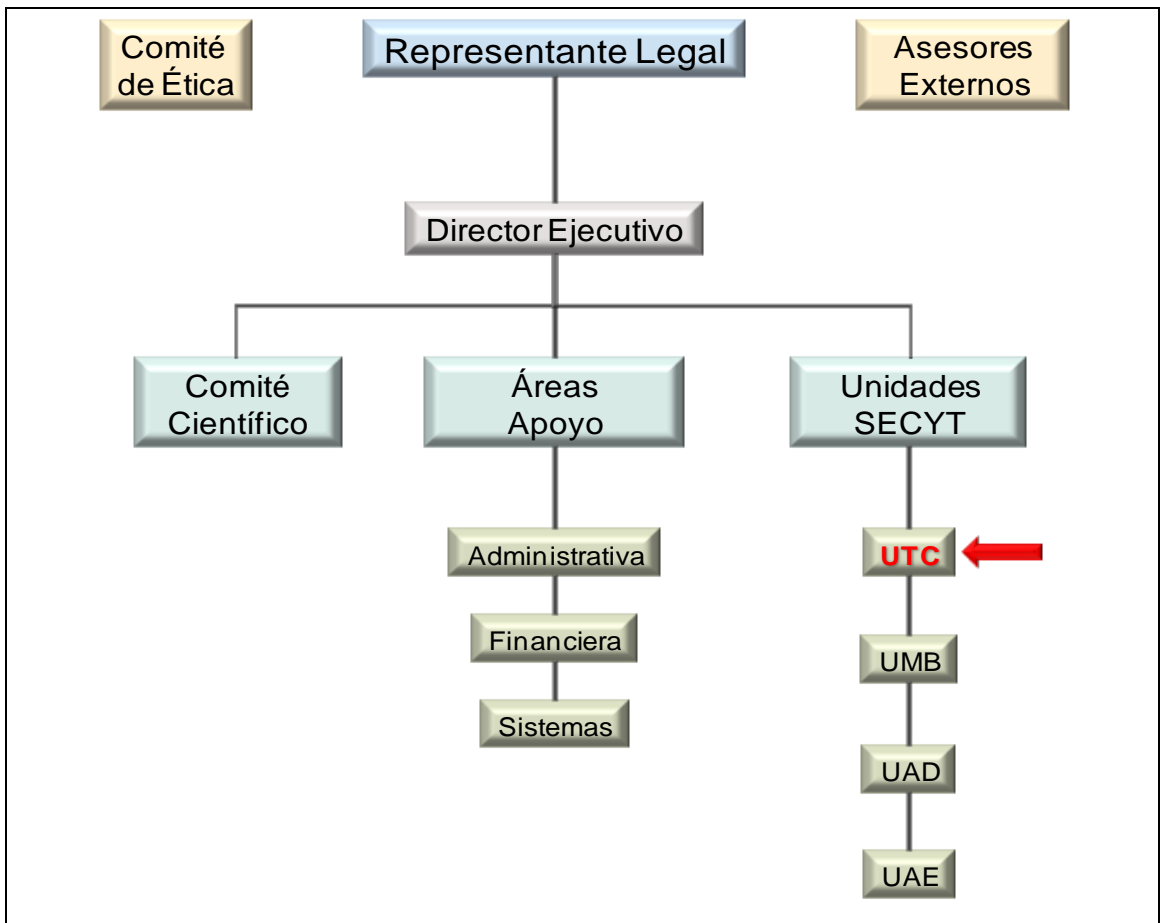 Comité
de Ética
Representante Legal
Asesores
Externos
Director Ejecutivo
Comité
Científico
Áreas
Apoyo
Unidades
SECYT
Administrativa
Financiera
Sistemas
UTC
UMB
UAD
UAE